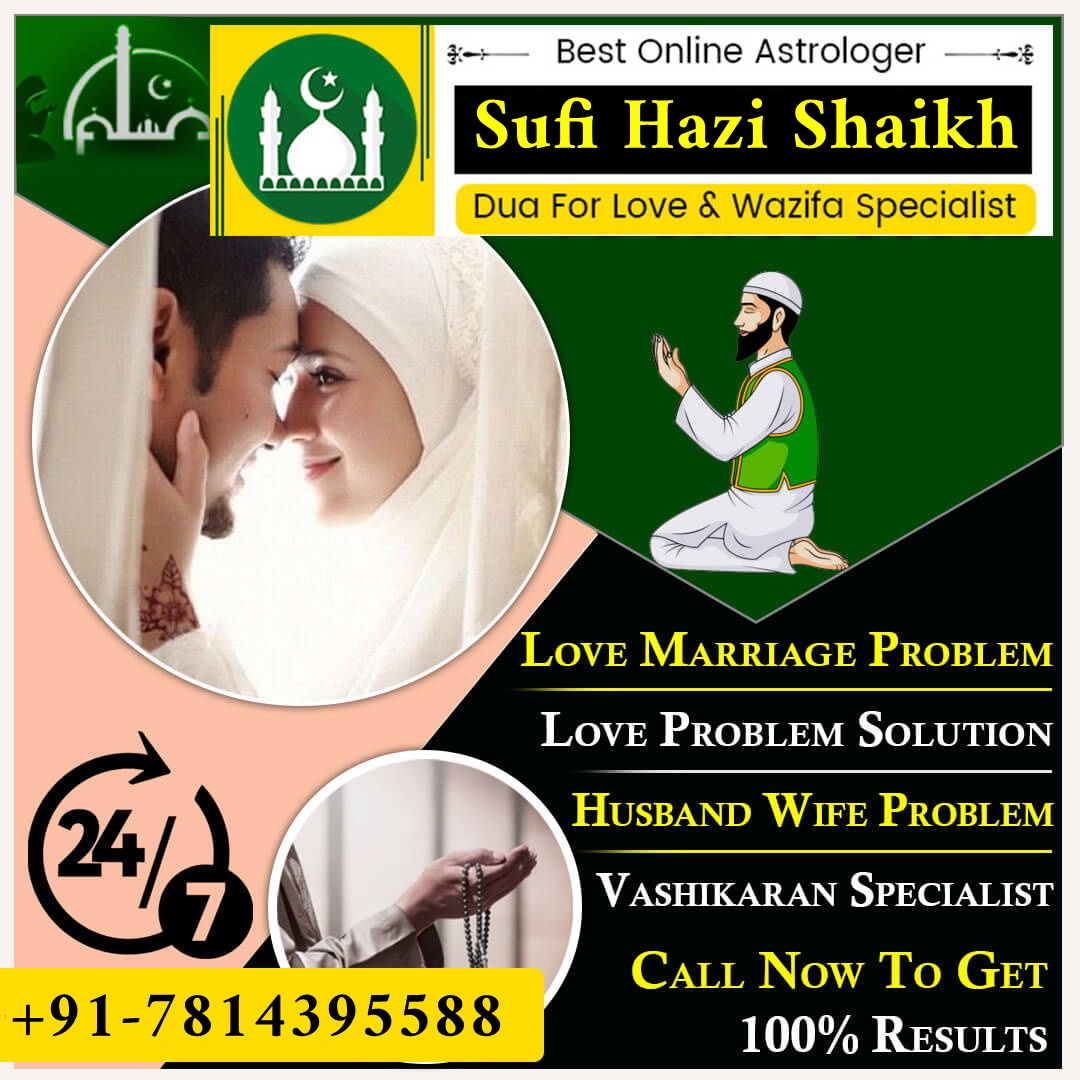 مسلم
Best Online Astrologer
Sufi Hazi Shaikh
Dua For Love & Wazifa Specialist
LOVE MARRIAGE PROBLEM
LOVE PROBLEM SOLUTION
HUSBAND WIFE PROBLEM
VASHIKARAN SPECIALIST
CALL NOW TO GET
100% RESULTS
24/7
+91-7814395588